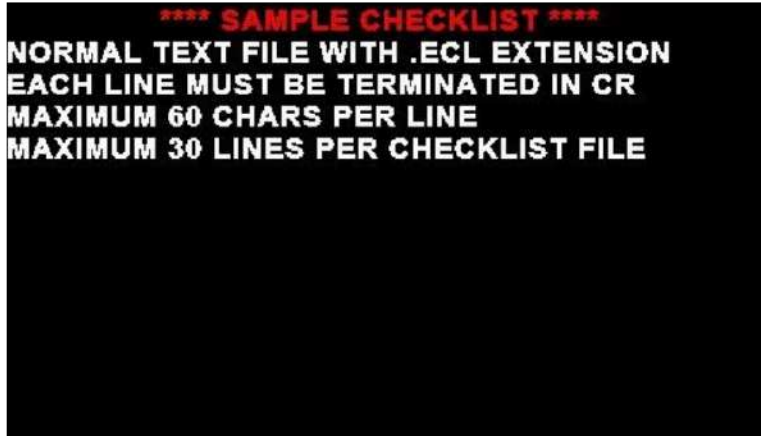 **** SAMPLE CHECKLIST ****
NORMAL TEXT FILE WITH .ECL EXTENSION
EACH LINE MUST BE TERMINATED IN CR
MAXIMUM 60 CHARS PER LINE
MAXIMUM 30 LINES PER CHECKLIST FILE